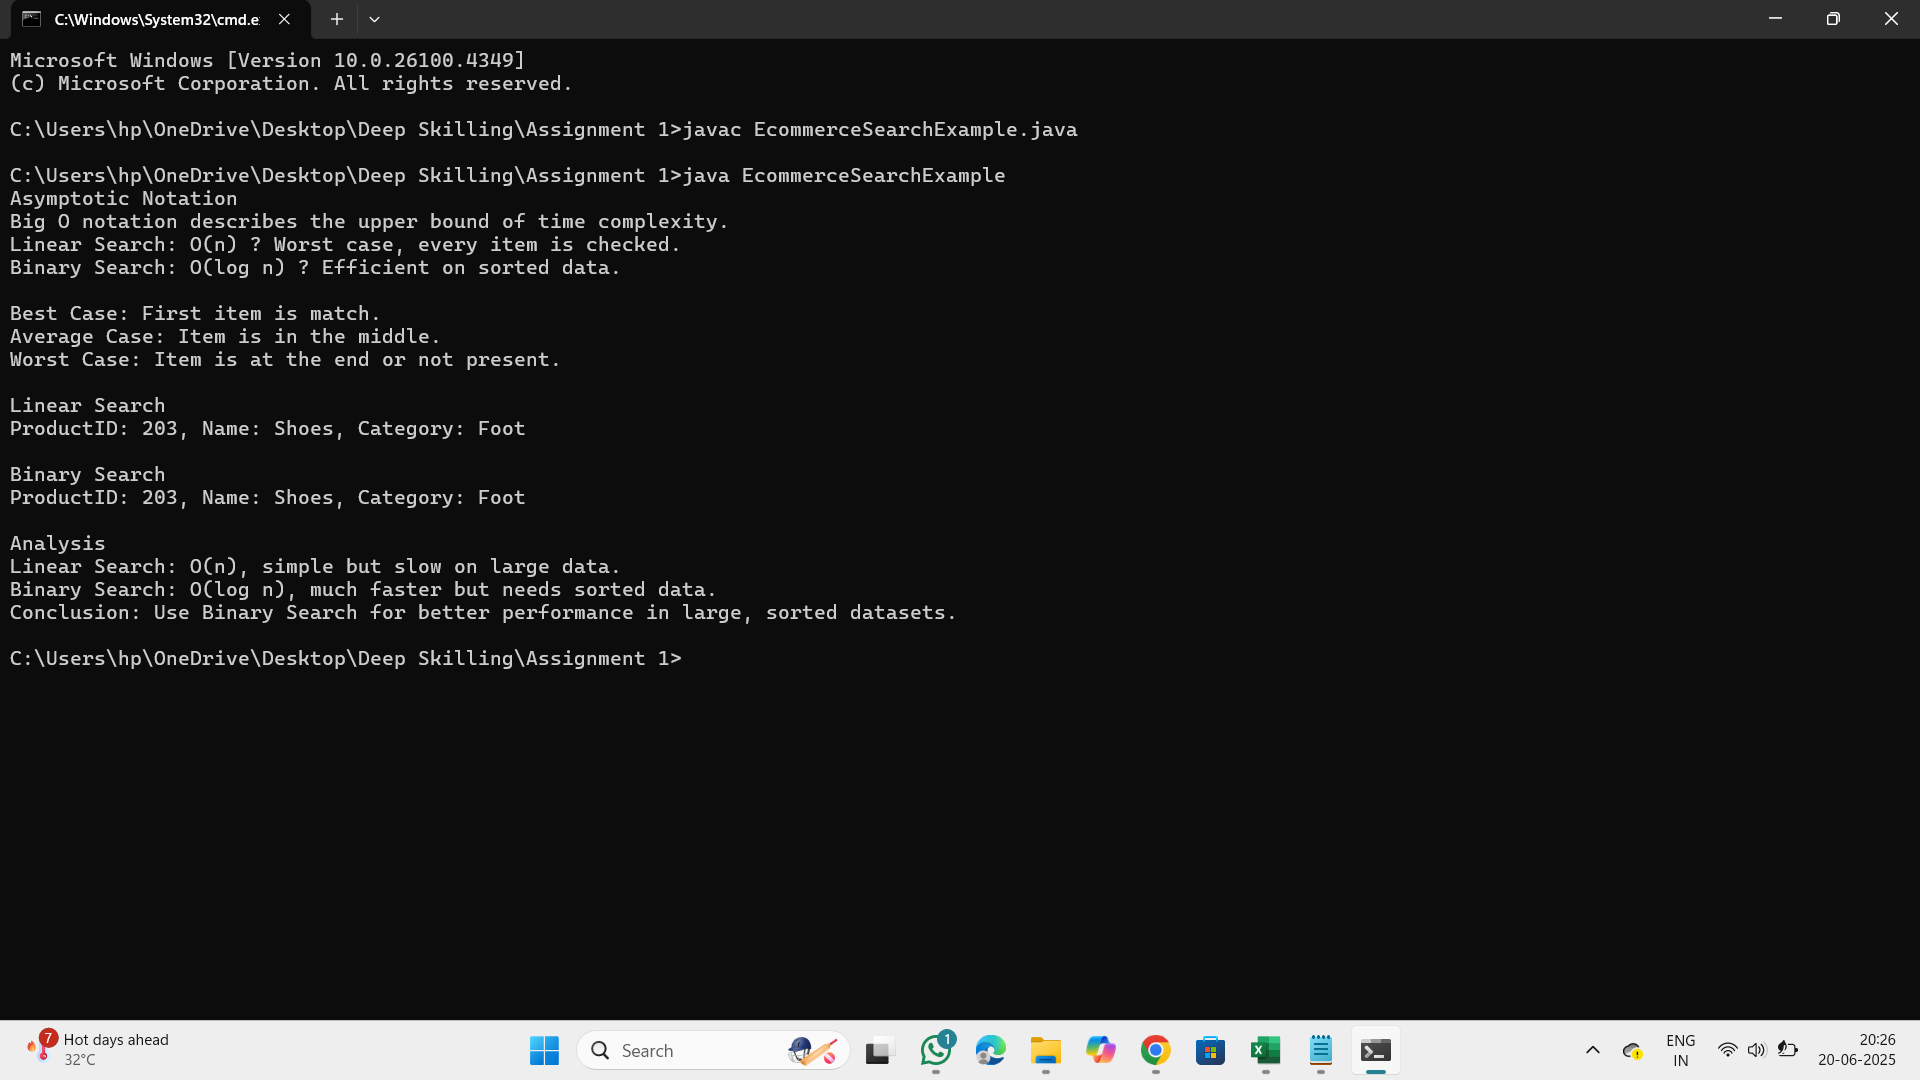 C:\Windows\System32\cmd.e
Microsoft Windows [Version 10.0.26100.4349]
(c) Microsoft Corporation. All rights reserved.
C:\Users\hp\OneDrive\Desktop\Deep Skilling\Assignment 1>javac EcommerceSearchExample.java
C:\Users\hp\OneDrive\Desktop\Deep Skilling\Assignment 1>java EcommerceSearchExample
Asymptotic Notation
Big O notation describes the upper bound of time complexity.
Linear Search: O(n) ? Worst case, every item is checked.
Binary Search: O(log n) ? Efficient on sorted data.
Best Case: First item is match.
Average Case: Item is in the middle.
Worst Case: Item is at the end or not present.
Linear Search
ProductID: 203, Name: Shoes, Category: Foot
Binary Search
ProductID: 203, Name: Shoes, Category: Foot
Analysis
Linear Search: O(n), simple but slow on large data.
Binary Search: O(log n), much faster but needs sorted data.
Conclusion: Use Binary Search for better performance in large, sorted datasets.
C:\Users\hp\OneDrive\Desktop\Deep Skilling\Assignment 1>
7
Hot days ahead
32°C
Search
1
ENG
IN
20:26
20-06-2025